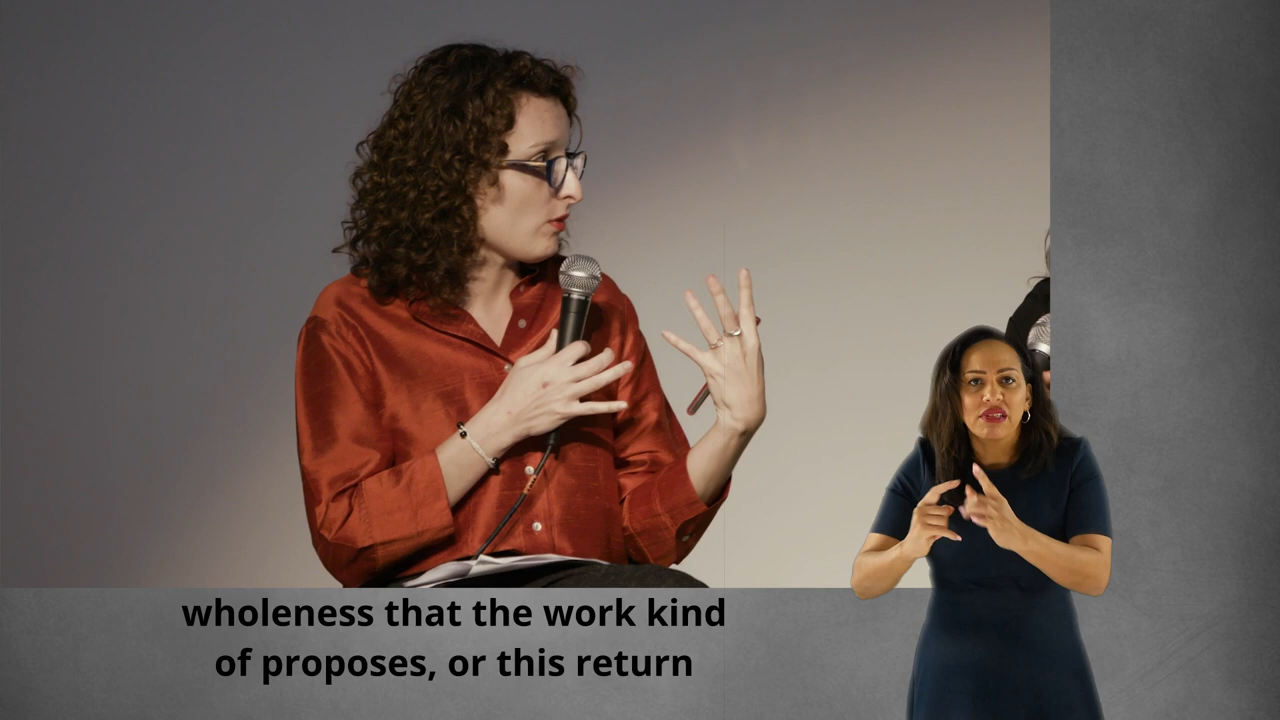 wholeness that the work kind
of proposes, or this return